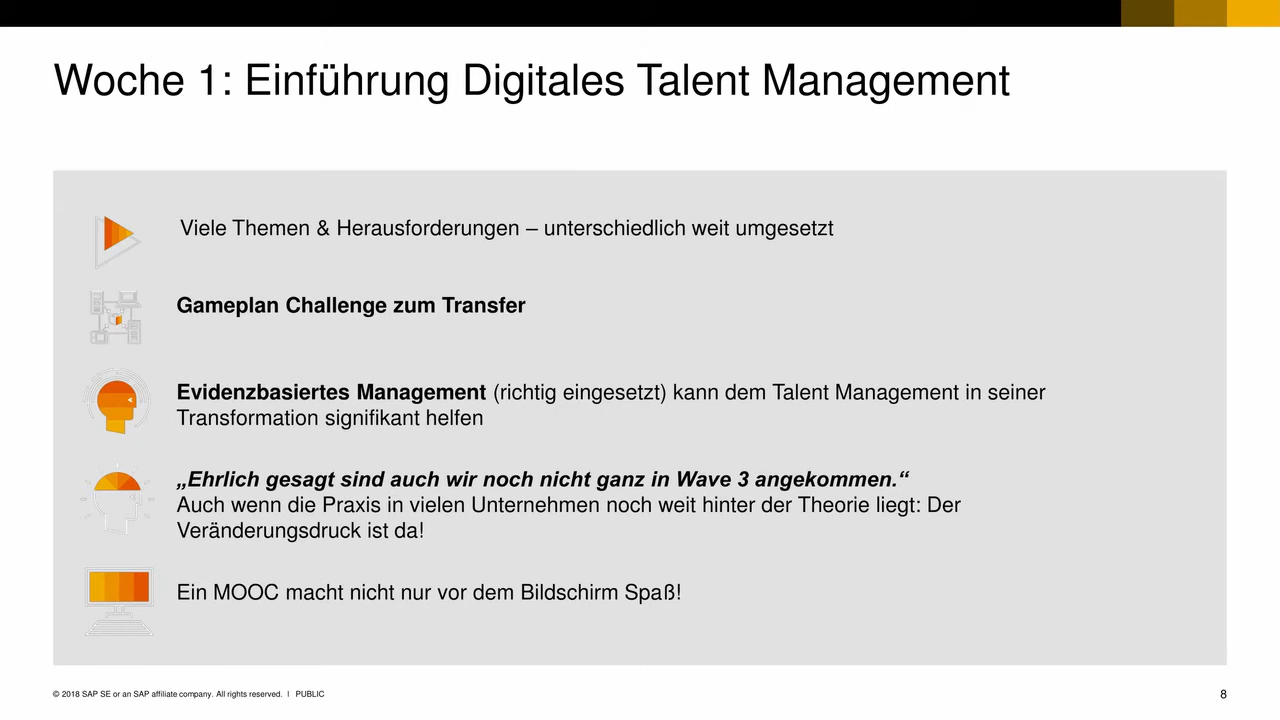 Woche 1: Einführung Digitales Talent Management
Viele Themen & Herausforderungen – unterschiedlich weit umgesetzt
Gameplan Challenge zum Transfer
Evidenzbasiertes Management (richtig eingesetzt) kann dem Talent Management in seiner
Transformation signifikant helfen
„Ehrlich gesagt sind auch wir noch nicht ganz in Wave 3 angekommen.“
Auch wenn die Praxis in vielen Unternehmen noch weit hinter der Theorie liegt: Der
Veränderungsdruck ist da!
Ein MOOC macht nicht nur vor dem Bildschirm Spaß!
© 2018 SAP SE or an SAP affiliate company. All rights reserved. ǀ PUBLIC
8